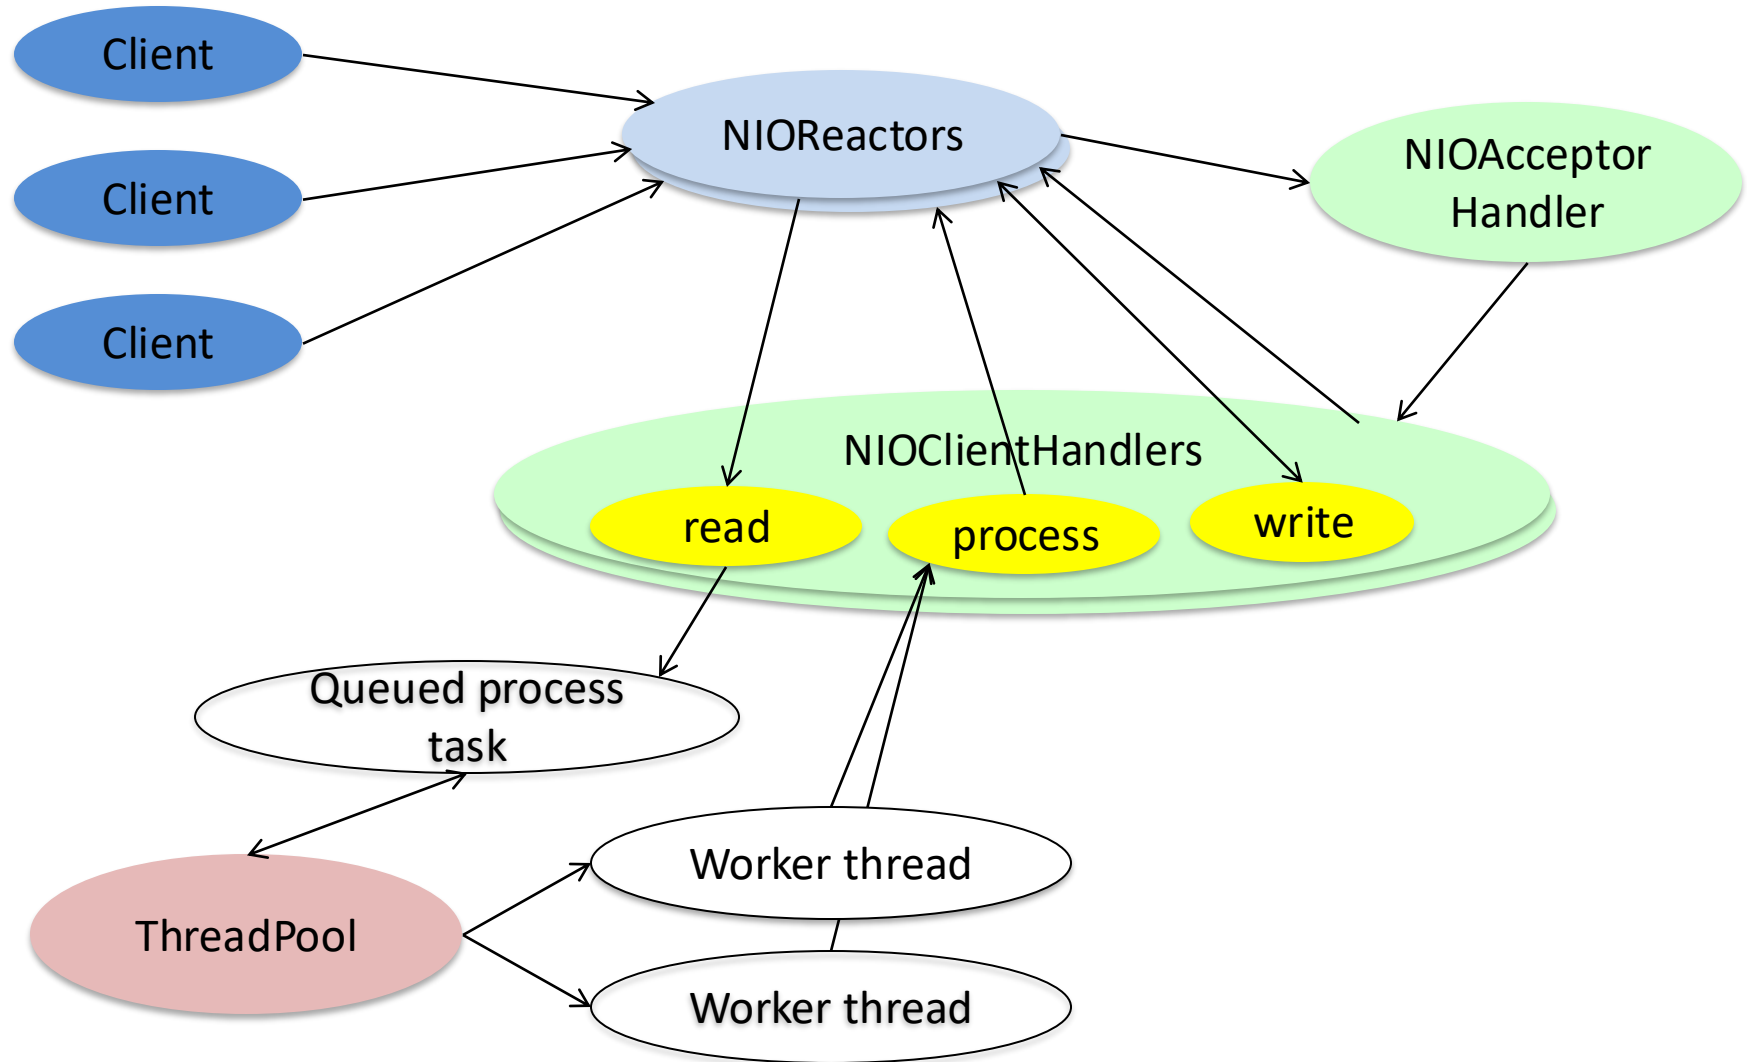 Client
NIOReactors
NIOAcceptor
Handler
Client
Client
NIOClientHandlers
read
process
write
Queued process
task
Worker thread
ThreadPool
Worker thread